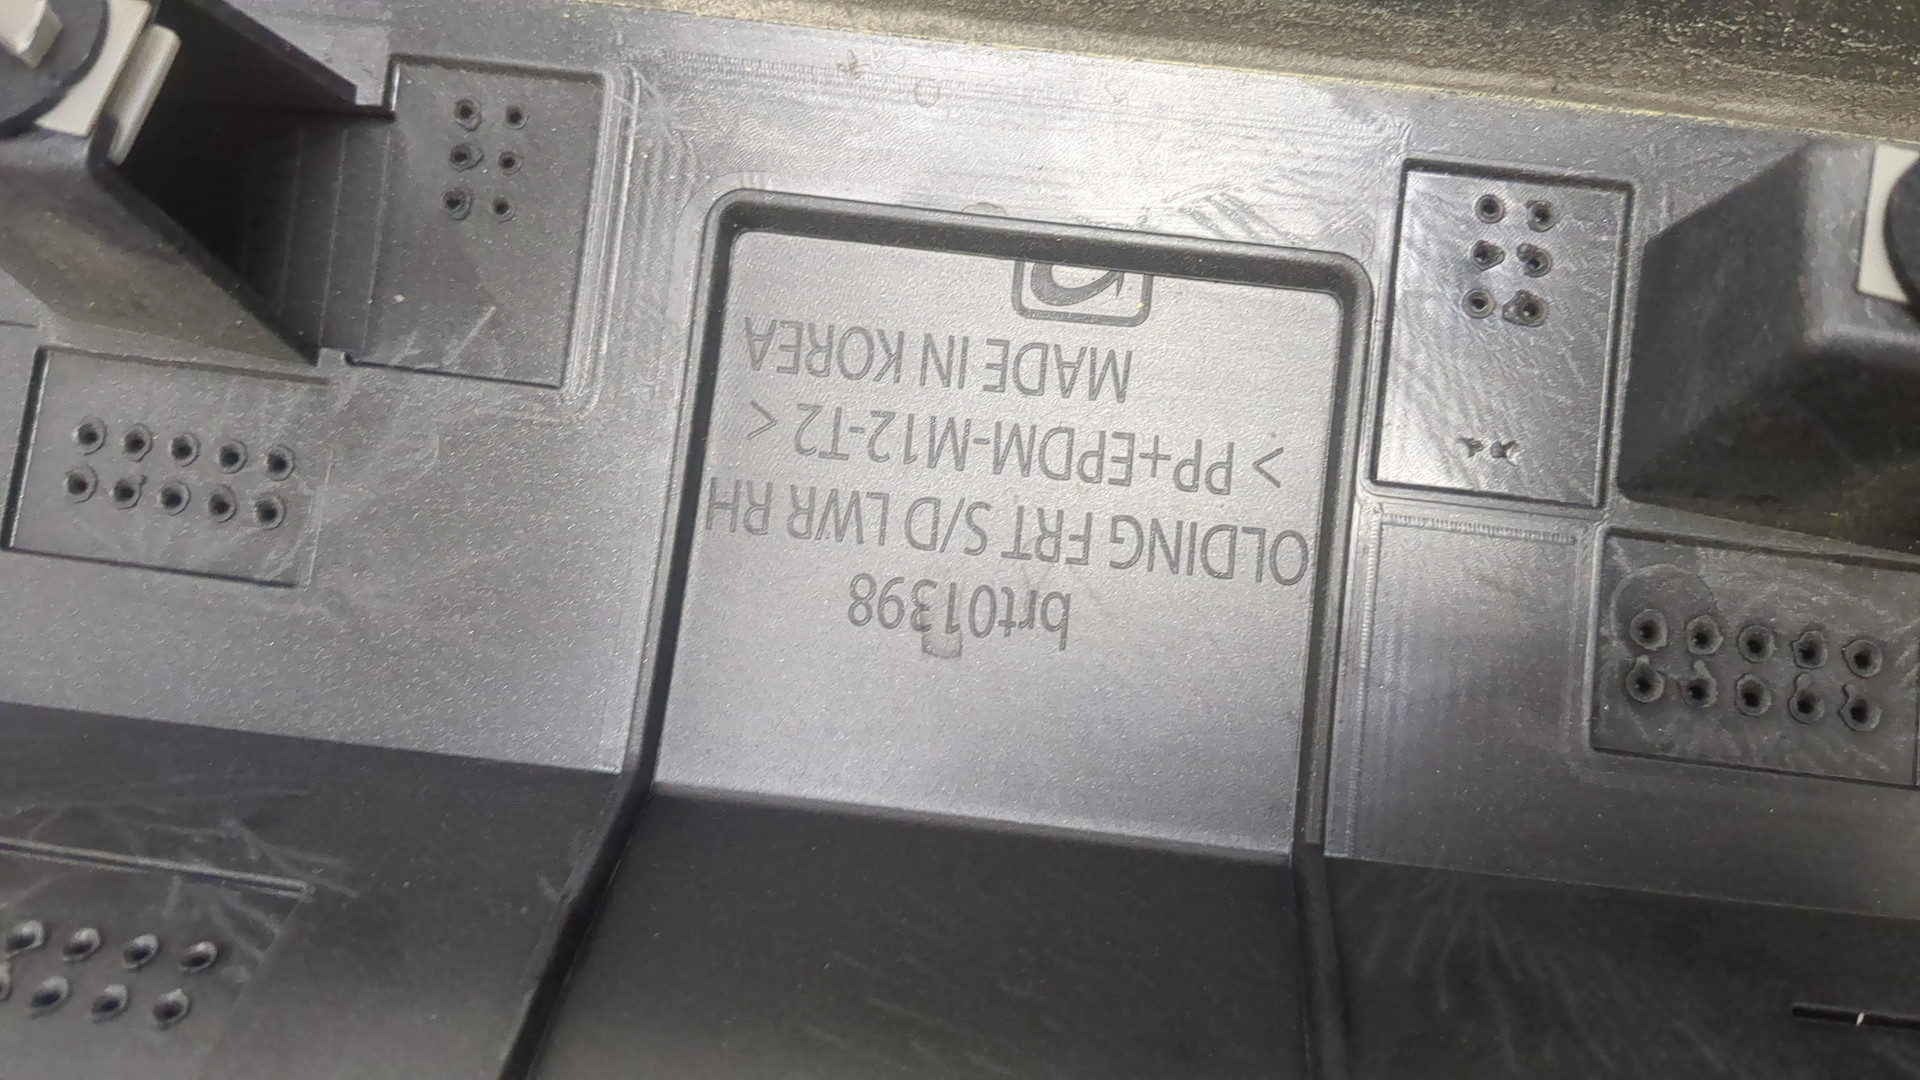 brt01398
OLDING FRT S/D LWR RH
> PP+EPDM-M12-T2 <
MADE IN KOREA